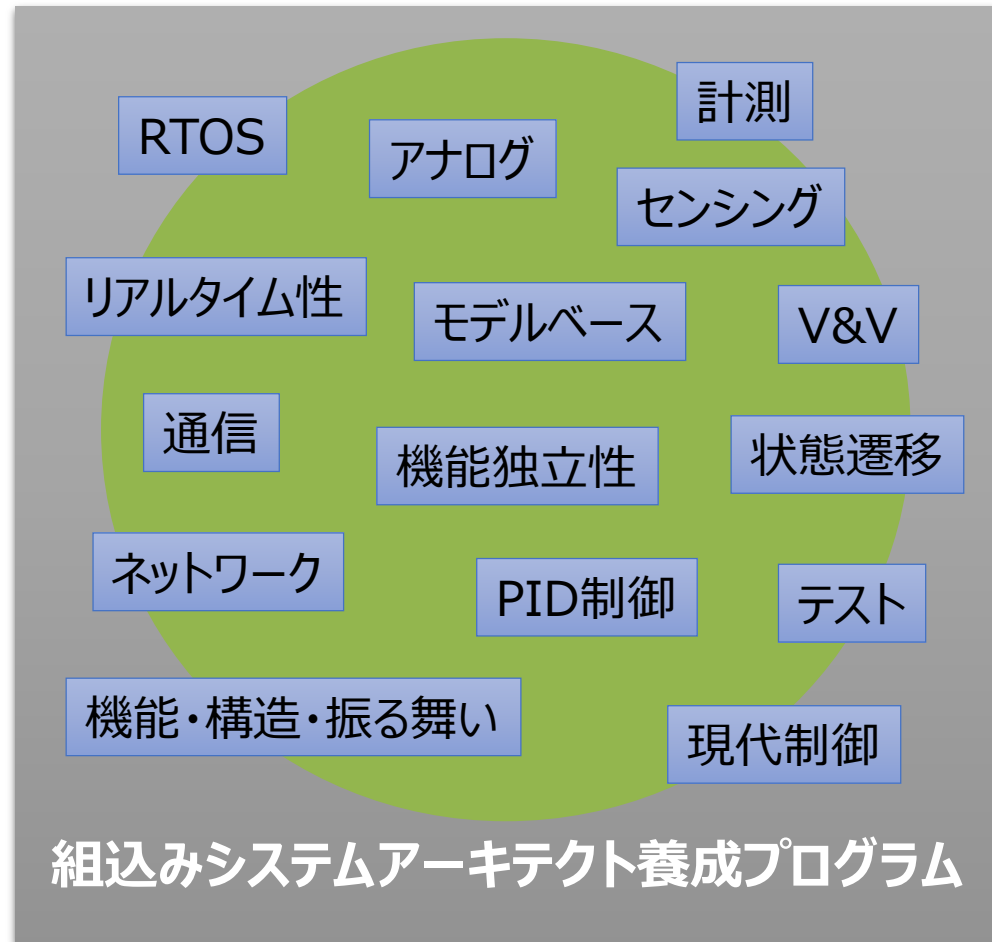 RTOS
アナログ
計測
センシング
リアルタイム性
モデルベース
V&V
通信
機能独立性
状態遷移
ネットワーク
PID制御
テスト
機能・構造・振る舞い
現代制御
組込みシステムアーキテクト養成プログラム